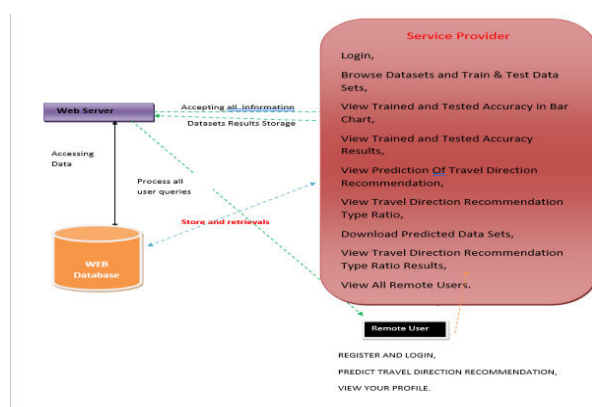 Service Provider
Login,
Browse Datasets and Train & Test Data
Sets,
View Trained and Tested Accuracy in Bar
Chart,
View Trained and Tested Accuracy
Results,
View Prediction Of Travel Direction
Recommendation,
View Travel Direction Recommendation
Type Ratio,
Download Predicted Data Sets,
View Travel Direction Recommendation
Type Ratio Results,
View All Remote Users.
Web Server
Accepting all Information
Datasets Results Storage
Accessing
Data
Process all
user queries
Store and retrievals
WEB
Database
Remote User
REGISTER AND LOGIN,
PREDICT TRAVEL DIRECTION RECOMMENDATION,
VIEW YOUR PROFILE.